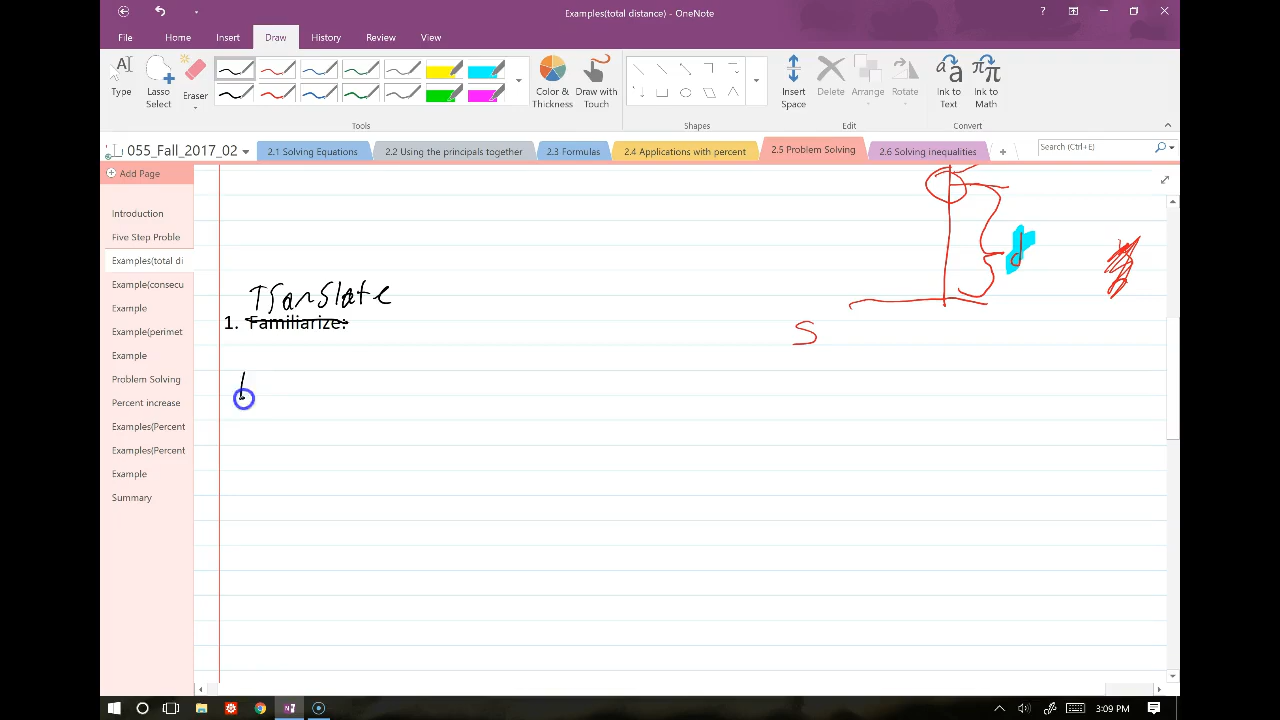 Examples(total distance) - OneNote
?
File
Home
Insert
Draw
History
Review
View
Type
Lasso
Select
Eraser
Color &
Thickness
Draw with
Touch
Insert
Space
Delete
Arrange
Rotate
Ink to
Text
Ink to
Math
Tools
Shapes
Edit
Convert
055_Fall_2017_02
2.1 Solving Equations
2.2 Using the principals together
2.3 Formulas
2.4 Applications with percent
2.5 Problem Solving
2.6 Solving inequalities
Search (Ctrl+E)
Add Page
Introduction
Five Step Proble
Examples(total di
Example(consecu
Example
Example(perimet
Example
Problem Solving
Percent increase
Examples(Percent
Examples(Percent
Example
Summary
d
Translate
1. Familiarize:
S
3:09 PM